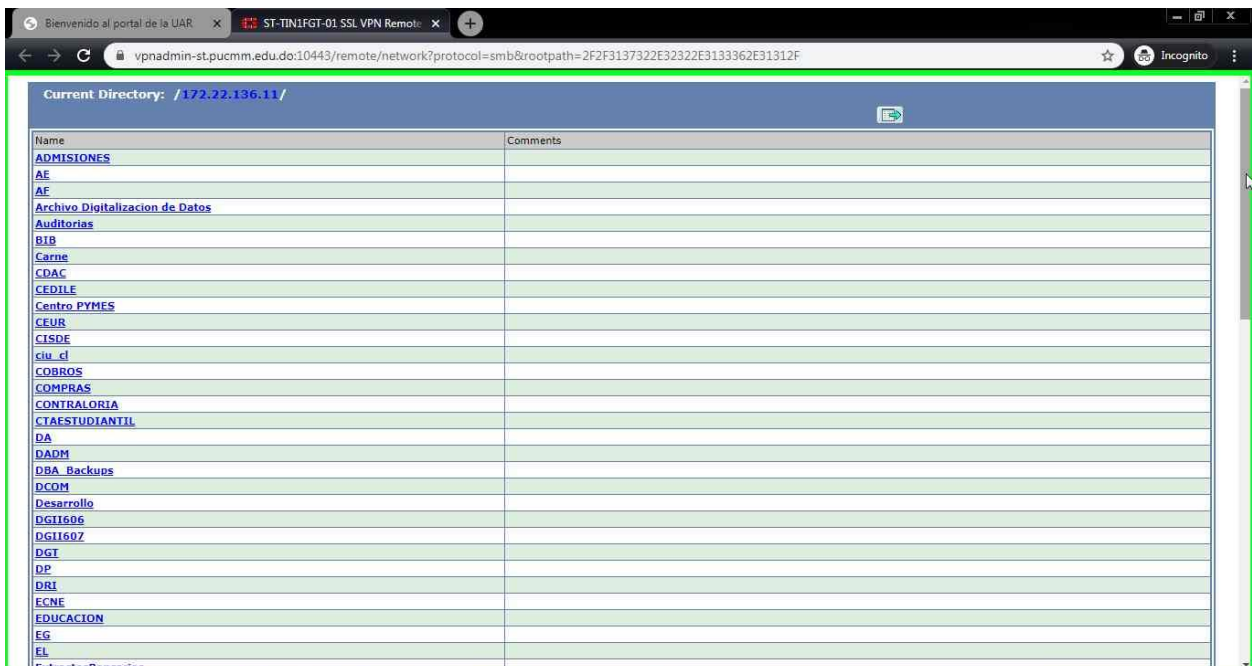 Bienvenido al portal de la UAR
ST-TIN1FGT-01 SSL VPN Remote
vpnadmin-st.pucmm.edu.do:10443/remote/network?protocol=smb&rootpath=2F2F3137322E32322E3133362E31312F
Incognito
Current Directory: /172.22.136.11/
Name Comments
ADMISIONES
AE
AF
Archivo Digitalizacion de Datos
Auditorias
BIB
Carne
CDAC
CEDILE
Centro PYMES
CEUR
CISDE
ciu_cl
COBROS
COMPRAS
CONTRALORIA
CTAESTUDIANTIL
DA
DADM
DBA_Backups
DCOM
Desarrollo
DGII606
DGII607
DGT
DP
DRI
ECNE
EDUCACION
EG
EL